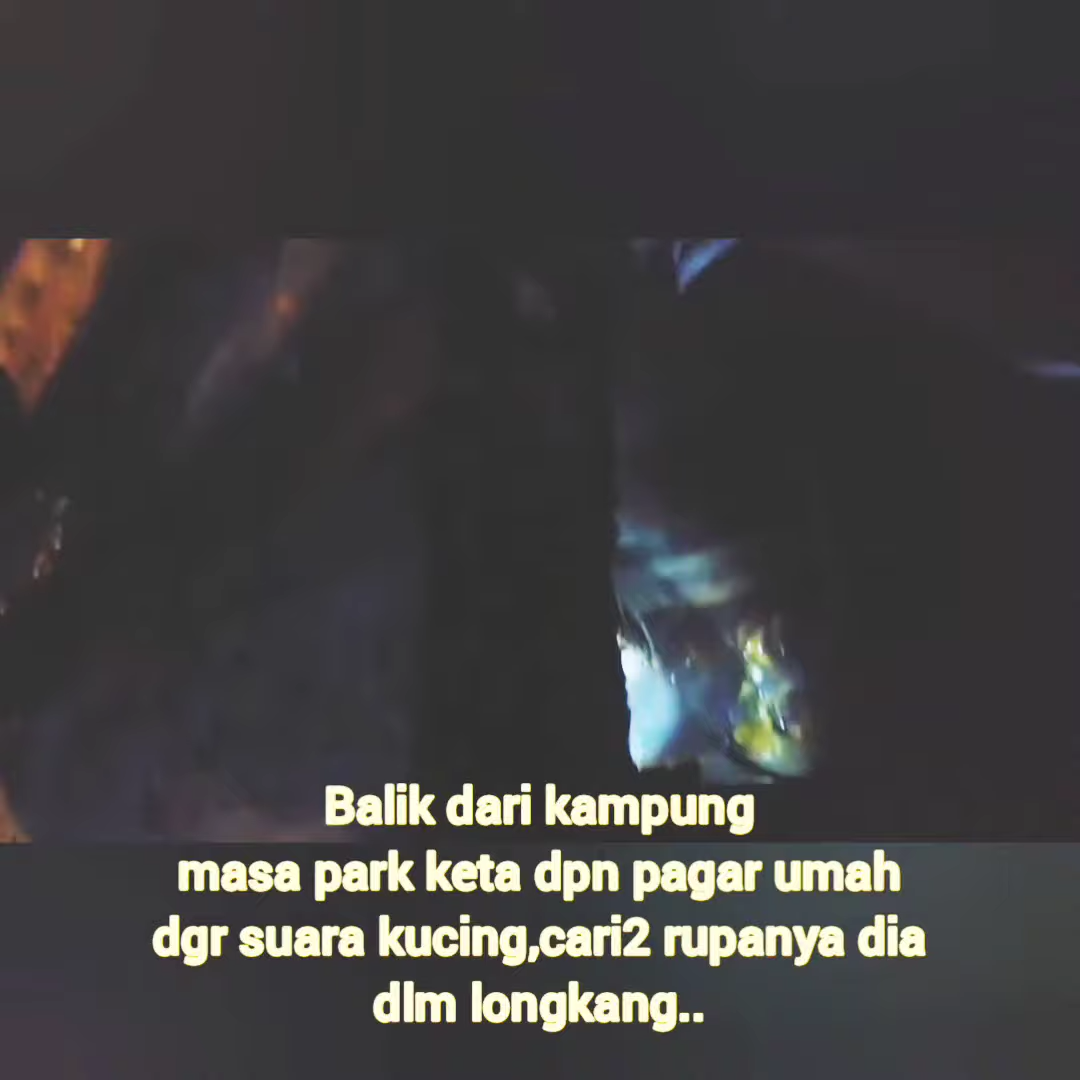 Balik dari kampung
masa park keta dpn pagar umah
dgr suara kucing,cari2 rupanya dia
dlm longkang..